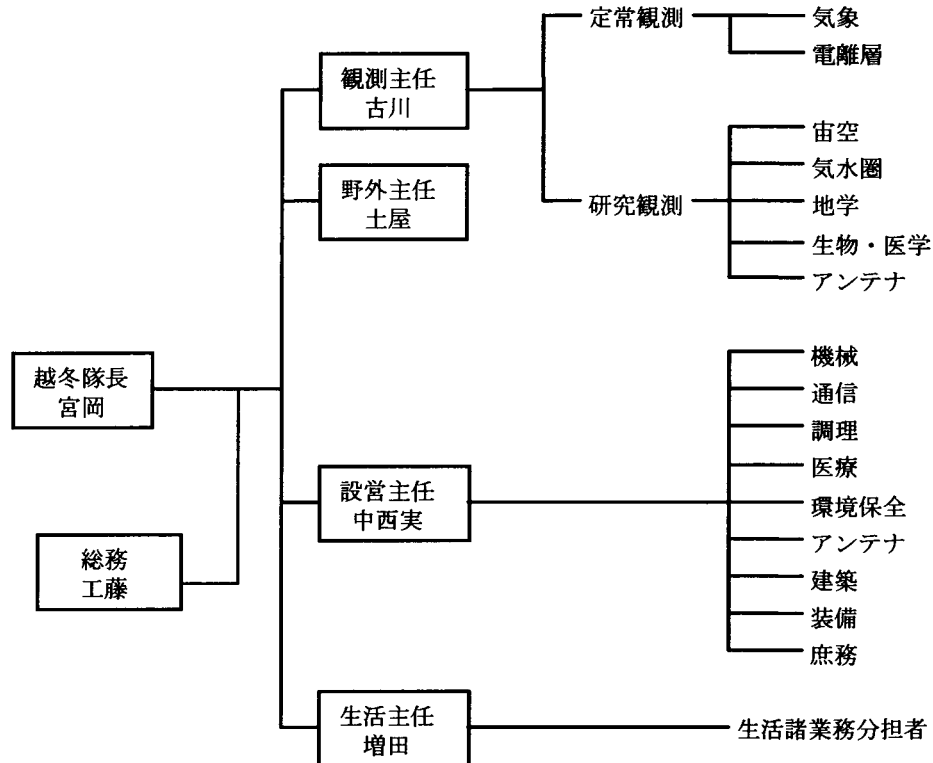 定常観測
気象
電離層
観測主任
古川
宙空
気水圏
野外主任
土屋
研究観測
地学
生物・医学
アンテナ
越冬隊長
宮岡
機械
通信
調理
医療
設営主任
中西実
環境保全
アンテナ
総務
工藤
建築
装備
庶務
生活主任
増田
生活諸業務分担者